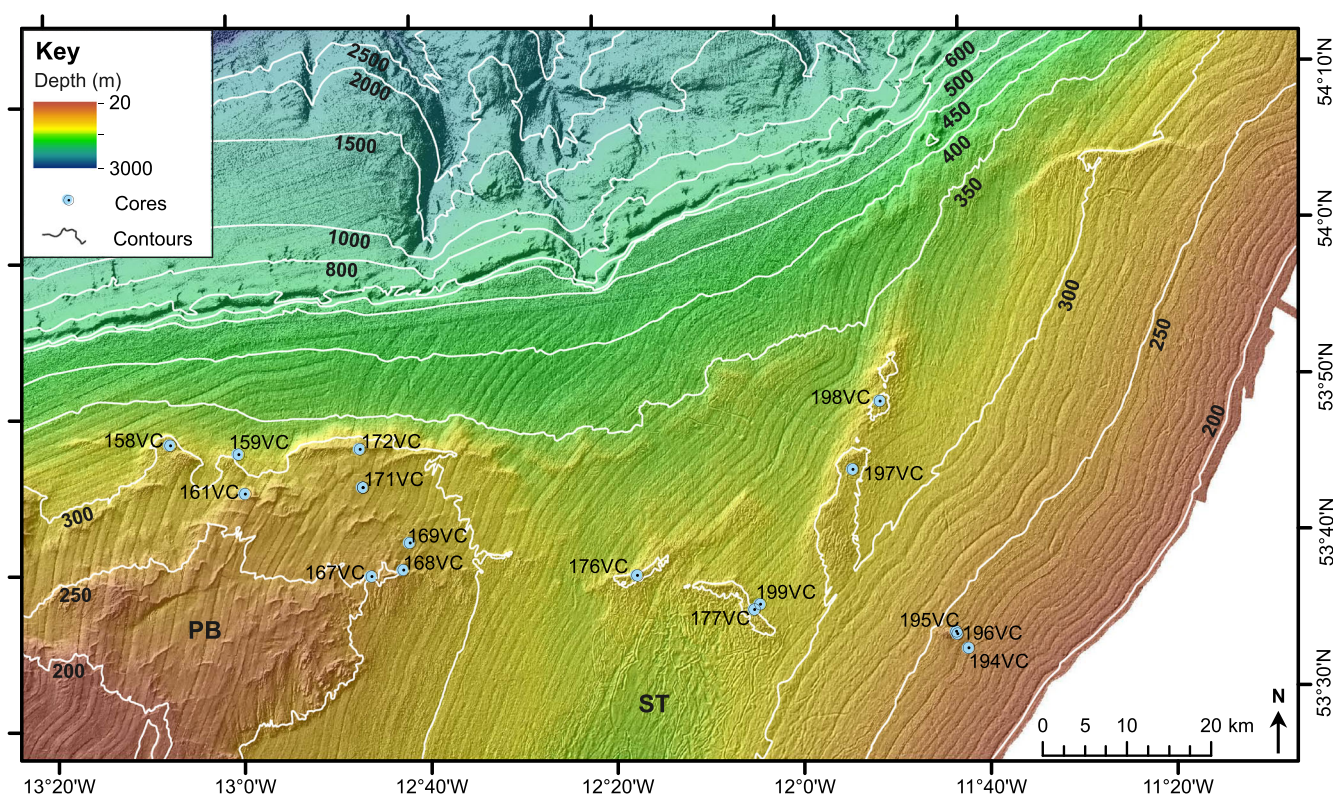 Key
Depth (m)
20
3000
Cores
Contours
2500
2000
1500
1000
800
600
500
450
400
350
300
250
200
54°10'N
54°0'N
53°50'N
53°40'N
53°30'N
198VC
197VC
158VC
159VC
172VC
161VC
171VC
300
169VC
168VC
167VC
176VC
199VC
177VC
250
PB
195VC
196VC
194VC
200
ST
N
0 5 10 20 km
13°20'W 13°0'W 12°40'W 12°20'W 12°0'W 11°40'W 11°20'W